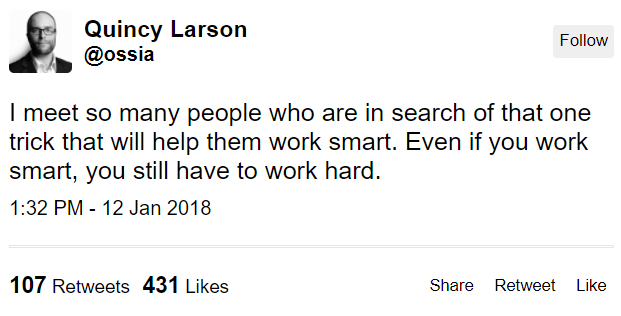 Quincy Larson
@ossia
Follow
I meet so many people who are in search of that one
trick that will help them work smart. Even if you work
smart, you still have to work hard.
1:32 PM - 12 Jan 2018
107 Retweets 431 Likes
Share Retweet Like